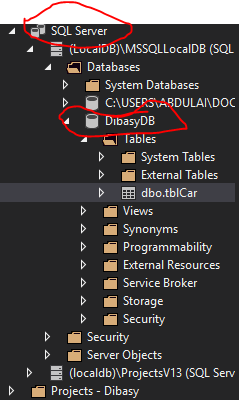 SQL Server
(LocalDB)\MSSQLLocalDB (SQL Serve
Databases
System Databases
C:\USERS\ABDULAI\DOC
DibasyDB
Tables
System Tables
External Tables
dbo.tblCar
Views
Synonyms
Programmability
External Resources
Service Broker
Storage
Security
Security
Server Objects
(localdb)\ProjectsV13 (SQL Serv
Projects - Dibasy